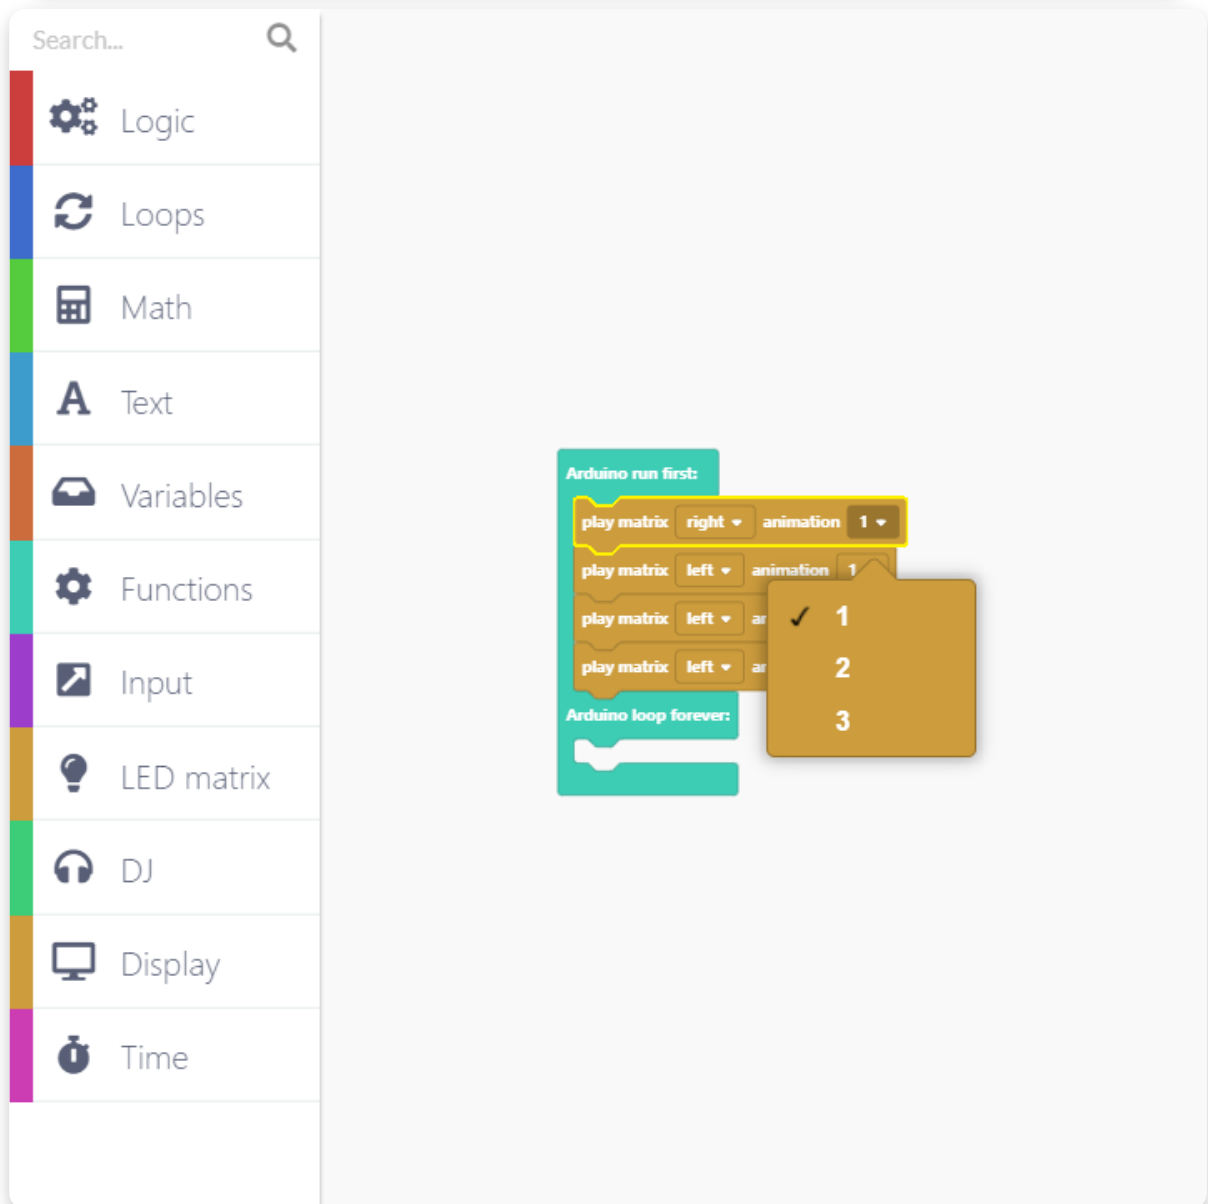 Search...
Logic
Loops
Math
Text
Variables
Functions
Input
LED matrix
DJ
Display
Time
Arduino run first:
play matrix right animation 1
play matrix left animation 1
play matrix left
play matrix left
Arduino loop forever:
✓ 1
2
3